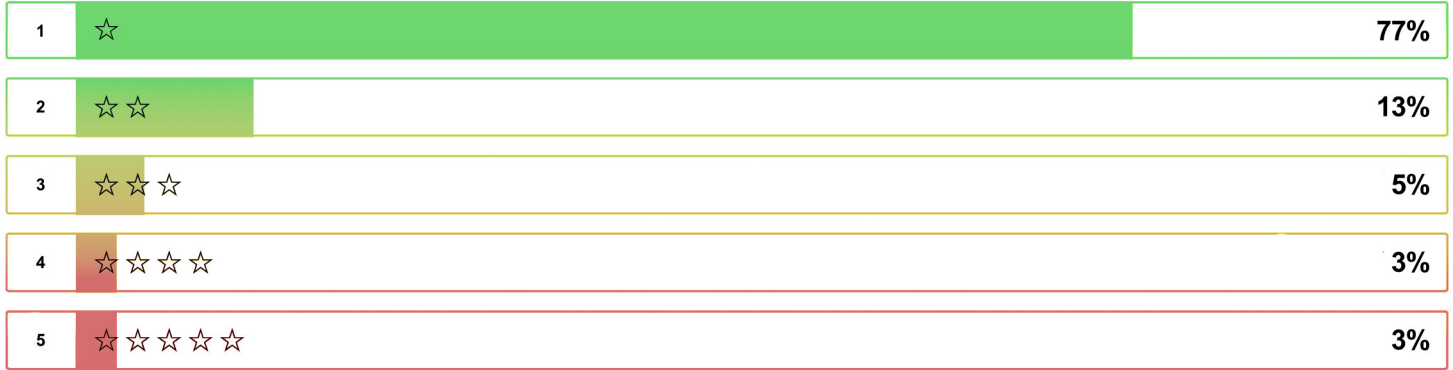 1 ☆ 77%
2 ☆ ☆ 13%
3 ☆ ☆ ☆ 5%
4 ☆ ☆ ☆ ☆ 3%
5 ☆ ☆ ☆ ☆ ☆ 3%